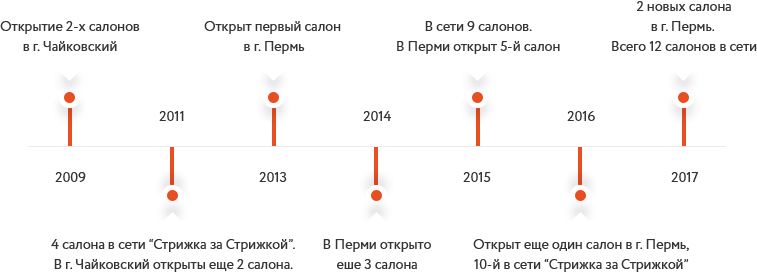 Открытие 2-х салонов
в г. Чайковский
Открыт первый салон
в г. Пермь
В сети 9 салонов.
В Перми открыт 5-й салон
2 новых салона
в г. Пермь.
Всего 12 салонов в сети
2011
2014
2016
2009
2013
2015
2017
4 салона в сети “Стрижка за Стрижкой”.
В г. Чайковский открыты еще 2 салона.
В Перми открыто
еше 3 салона
Открыт еще один салон в г. Пермь,
10-й в сети “Стрижка за Стрижкой”